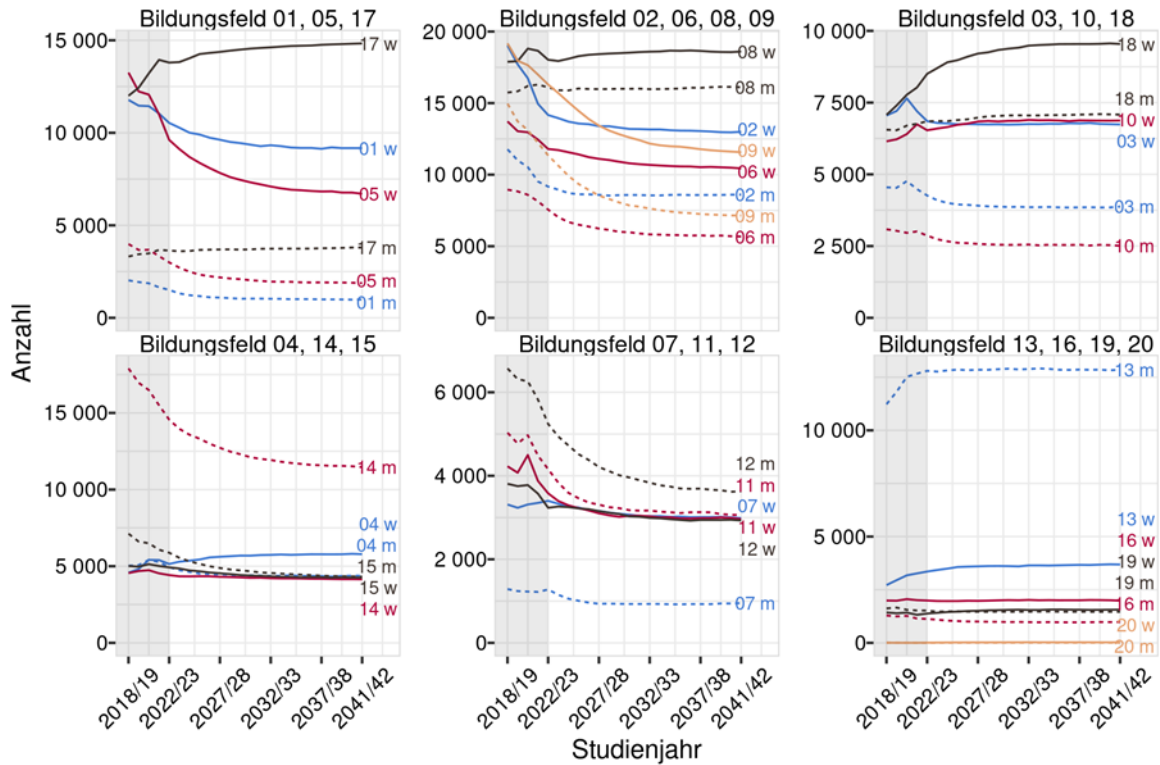 Bildungsfeld 01, 05, 17
Bildungsfeld 02, 06, 08, 09
Bildungsfeld 03, 10, 18
15 000
10 000
5 000
0
17 w
01 w
05 w
17 m
05 m
01 m
20 000
15 000
10 000
5 000
0
08 w
08 m
02 w
09 w
06 w
02 m
09 m
06 m
10 000
7 500
5 000
2 500
0
18 w
18 m
10 w
03 w
03 m
10 m
Anzahl
Bildungsfeld 04, 14, 15
Bildungsfeld 07, 11, 12
Bildungsfeld 13, 16, 19, 20
15 000
10 000
5 000
0
14 m
04 w
04 m
15 m
15 w
14 w
6 000
4 000
2 000
0
12 m
11 m
07 w
11 w
12 w
07 m
10 000
5 000
0
13 m
13 w
16 w
19 w
19 m
16 m
20 w
20 m
2018/19
2022/23
2027/28
2032/33
2037/38
2041/42
2018/19
2022/23
2027/28
2032/33
2037/38
2041/42
2018/19
2022/23
2027/28
2032/33
2037/38
2041/42
Studienjahr